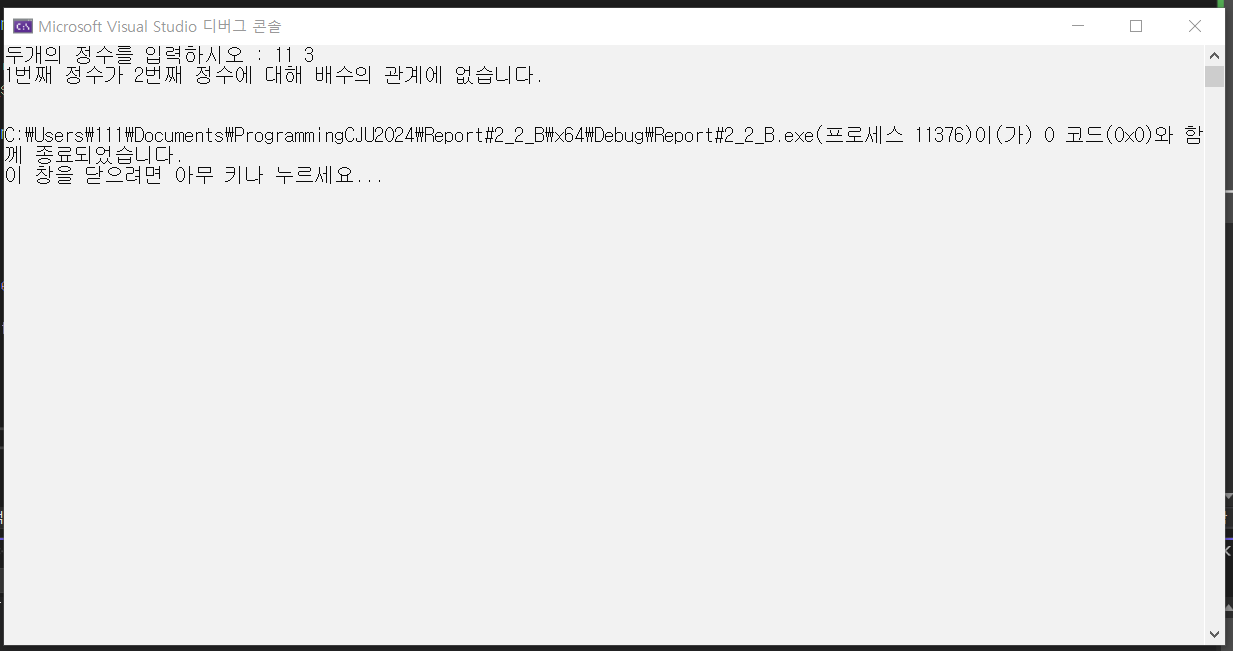 Microsoft Visual Studio 디버그 콘솔
두개의 정수를 입력하시오 : 11 3
1번째 정수가 2번째 정수에 대해 배수의 관계에 없습니다.
C:₩Users₩111₩Documents₩ProgrammingCJU2024₩Report#2_2_B₩x64₩Debug₩Report#2_2_B.exe(프로세스 11376)이(가) 0 코드(0x0)와 함
께 종료되었습니다.
이 창을 닫으려면 아무 키나 누르세요...